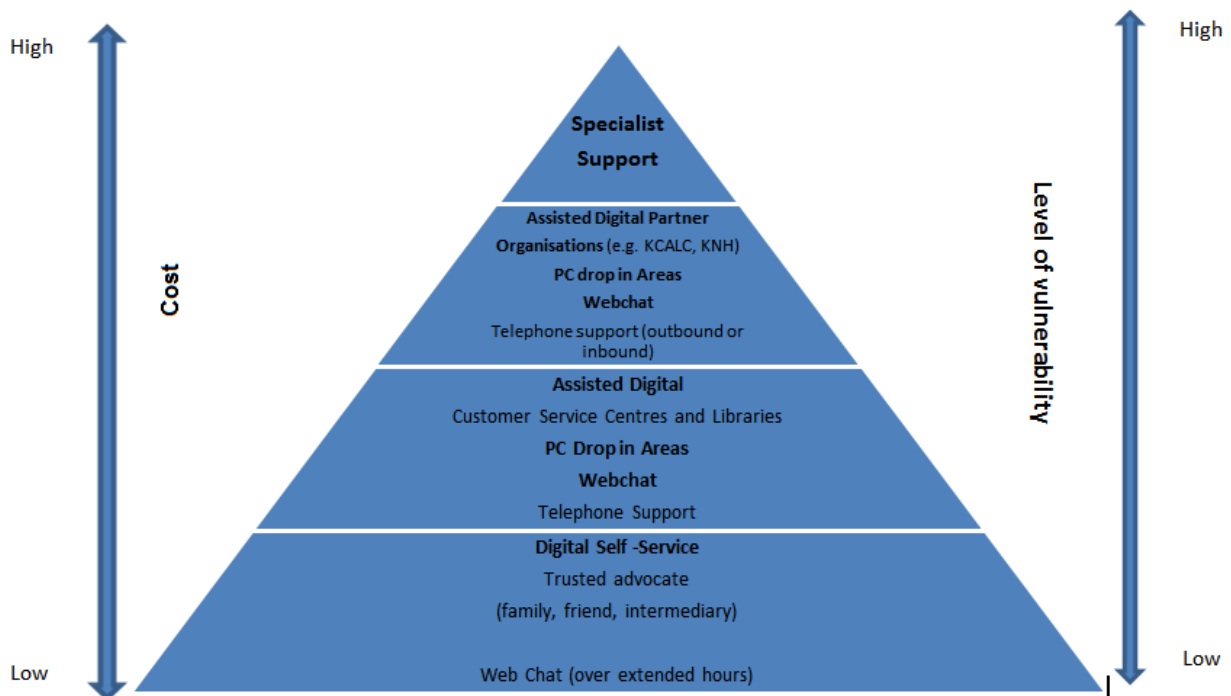 High
High
Specialist
Support
Assisted Digital Partner
Organisations (e.g. KCALC, KNH)
PC drop in Areas
Webchat
Telephone support (outbound or
inbound)
Cost
Level of vulnerability
Assisted Digital
Customer Service Centres and Libraries
PC Drop in Areas
Webchat
Telephone Support
Digital Self -Service
Trusted advocate
(family, friend, intermediary)
Web Chat (over extended hours)
Low
Low